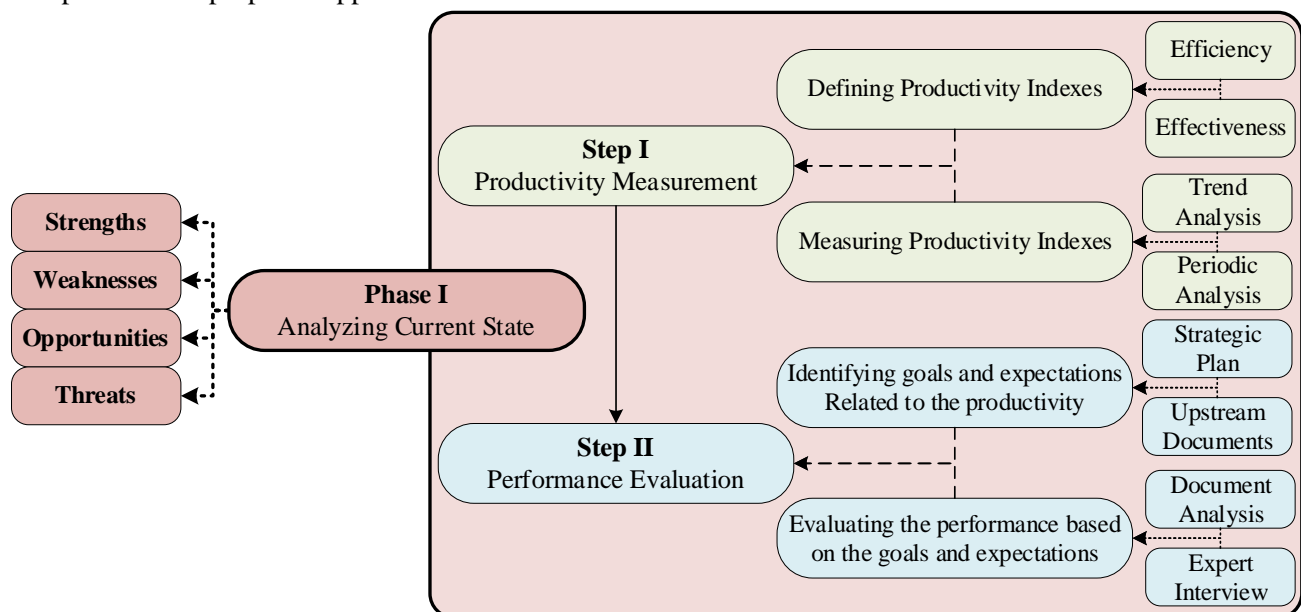 Efficiency
Defining Productivity Indexes
Effectiveness
Step I
Productivity Measurement
Trend
Analysis
Measuring Productivity Indexes
Periodic
Analysis
Strengths
Weaknesses
Opportunities
Threats
Phase I
Analyzing Current State
Strategic
Plan
Identifying goals and expectations
Related to the productivity
Upstream
Documents
Step II
Performance Evaluation
Document
Analysis
Evaluating the performance based
on the goals and expectations
Expert
Interview